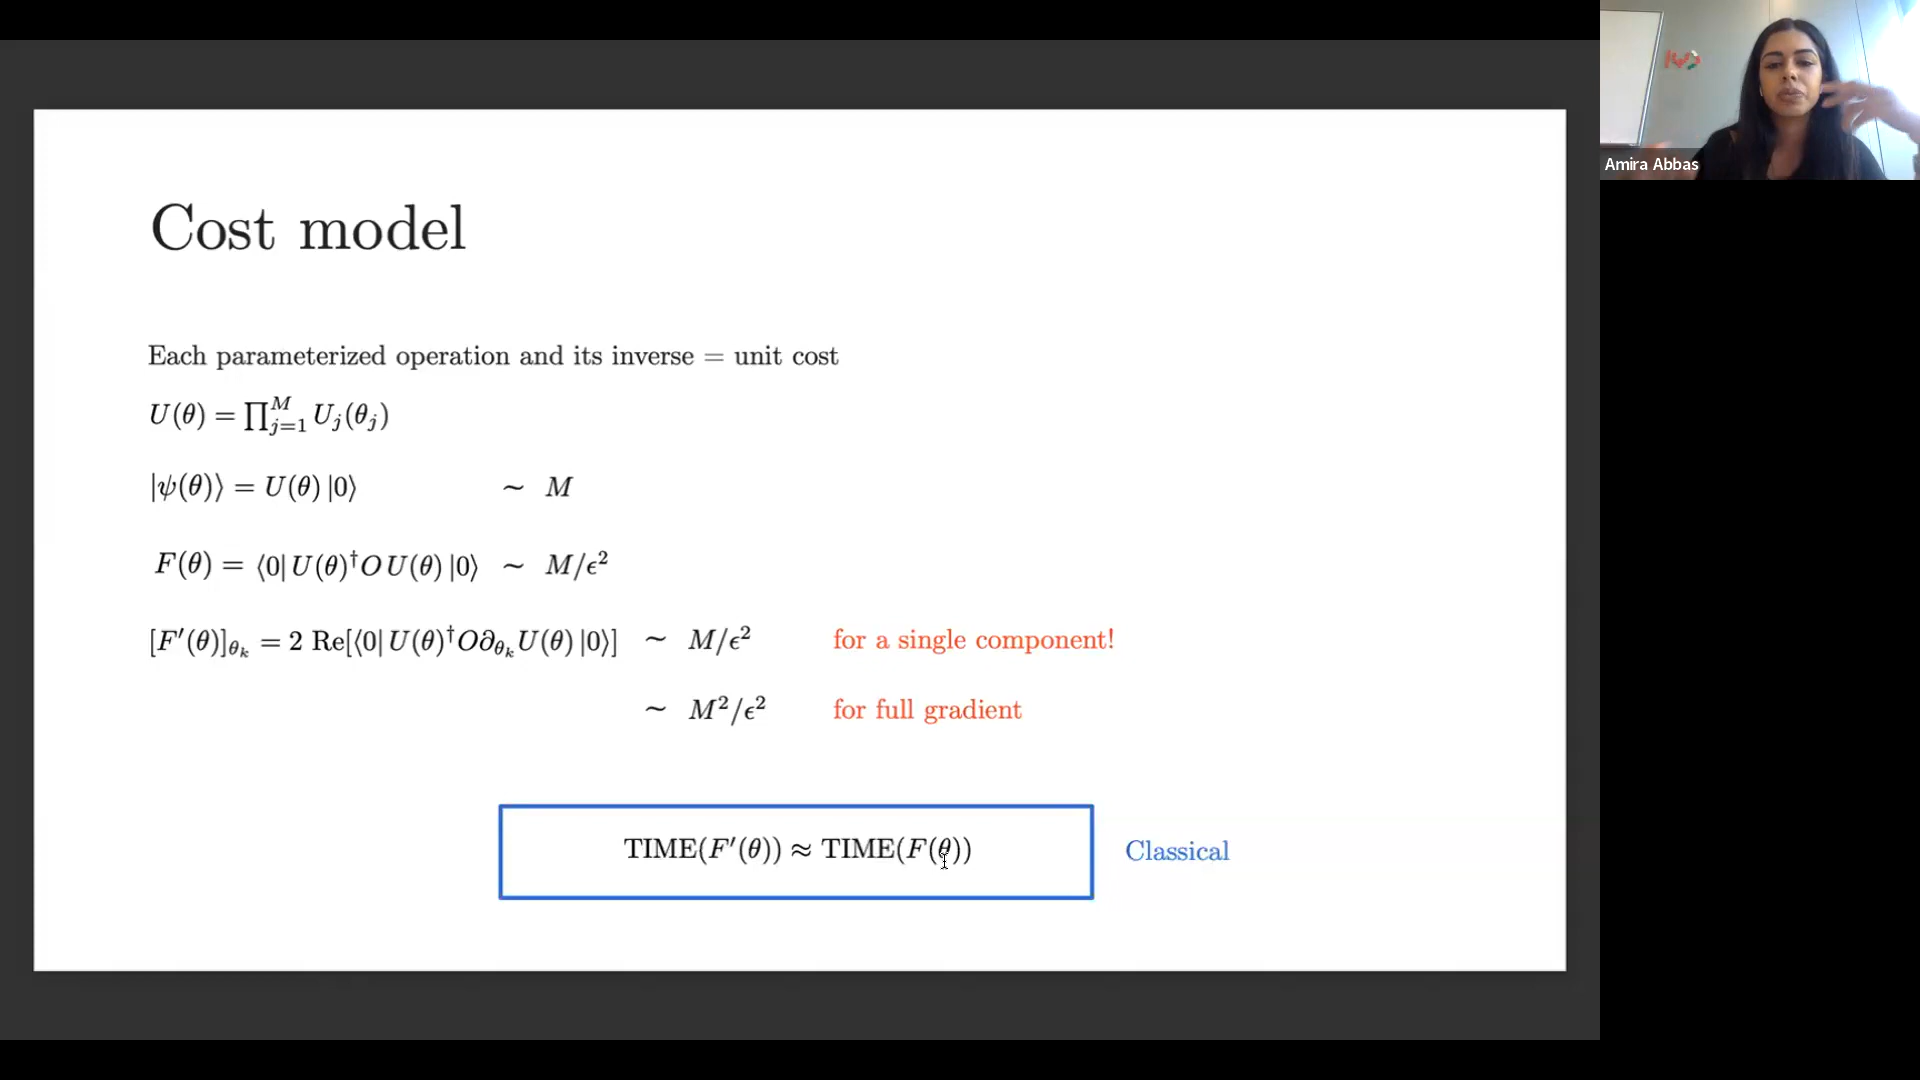 Cost model
Each parameterized operation and its inverse = unit cost
U(θ) = ∏_{j=1}^{M} U_j(θ_j)
|ψ(θ)⟩ = U(θ) |0⟩ ∼ M
F(θ) = ⟨0| U(θ)†O U(θ) |0⟩ ∼ M/ϵ²
[F′(θ)]_{θ_k} = 2 Re[⟨0| U(θ)†O∂_{θ_k}U(θ) |0⟩] ∼ M/ϵ² for a single component!
∼ M²/ϵ² for full gradient
TIME(F′(θ)) ≈ TIME(F(θ)) Classical
Amira Abbas